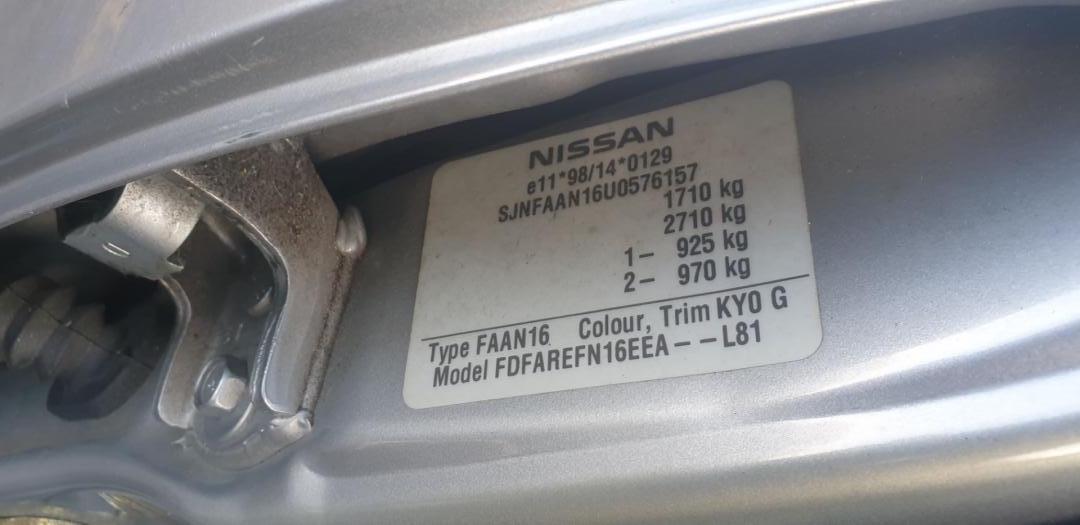 NISSAN
e11*98/14*0129
SJNFAAN16U0576157
1710 kg
2710 kg
1– 925 kg
2– 970 kg
Type FAAN16 Colour, Trim KY0 G
Model FDFAREFN16EEA – – L81